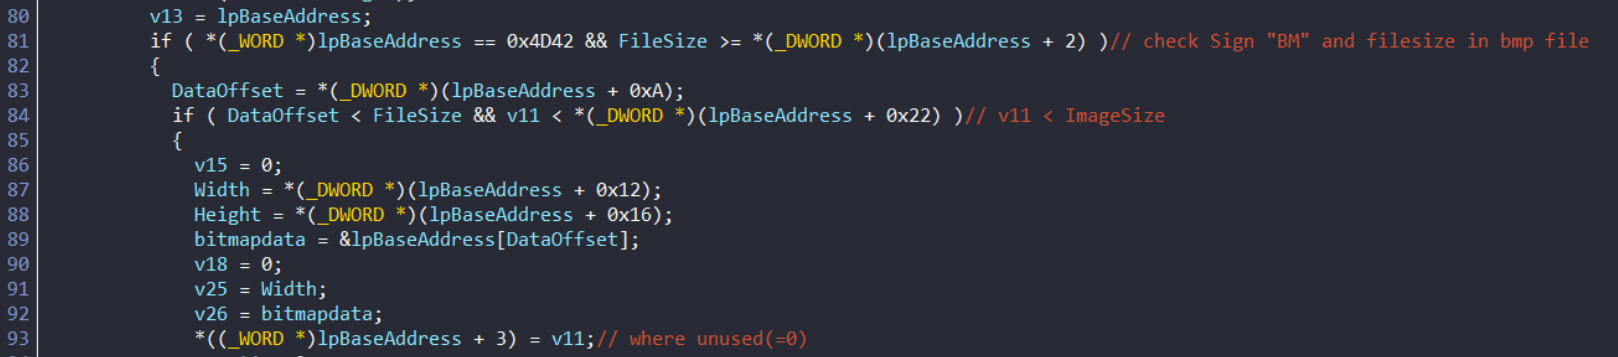 80 v13 = lpBaseAddress;
81 if ( *(_WORD *)lpBaseAddress == 0x4D42 && FileSize >= *(_DWORD *)(lpBaseAddress + 2) )// check Sign "BM" and filesize in bmp file
82 {
83 DataOffset = *(_DWORD *)(lpBaseAddress + 0xA);
84 if ( DataOffset < FileSize && v11 < *(_DWORD *)(lpBaseAddress + 0x22) )// v11 < ImageSize
85 {
86 v15 = 0;
87 Width = *(_DWORD *)(lpBaseAddress + 0x12);
88 Height = *(_DWORD *)(lpBaseAddress + 0x16);
89 bitmapdata = &lpBaseAddress[DataOffset];
90 v18 = 0;
91 v25 = Width;
92 v26 = bitmapdata;
93 *((_WORD *)lpBaseAddress + 3) = v11;// where unused(=0)